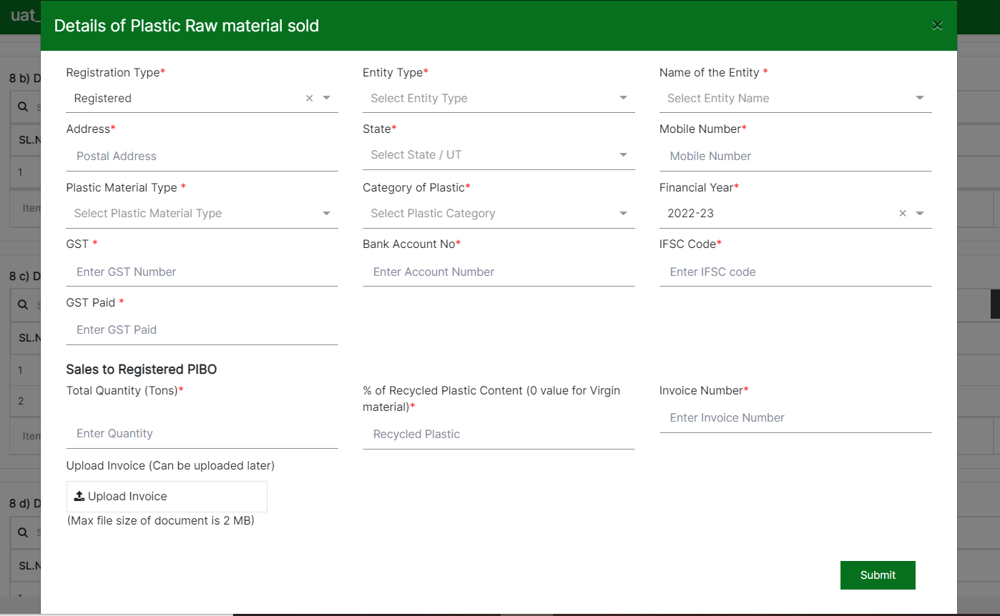 uat_
Details of Plastic Raw material sold
×
8 b) D
SL.N
1
Item
8 c) D
SL.N
1
2
Item
8 d) D
SL.N
Registration Type* Entity Type* Name of the Entity *
Registered × Select Entity Type Select Entity Name
Address* State* Mobile Number*
Postal Address Select State / UT Mobile Number
Plastic Material Type * Category of Plastic* Financial Year*
Select Plastic Material Type Select Plastic Category 2022-23 ×
GST * Bank Account No* IFSC Code*
Enter GST Number Enter Account Number Enter IFSC code
GST Paid *
Enter GST Paid
Sales to Registered PIBO
Total Quantity (Tons)* % of Recycled Plastic Content (0 value for Virgin Invoice Number*
material)*
Enter Quantity Recycled Plastic Enter Invoice Number
Upload Invoice (Can be uploaded later)
Upload Invoice
(Max file size of document is 2 MB)
Submit